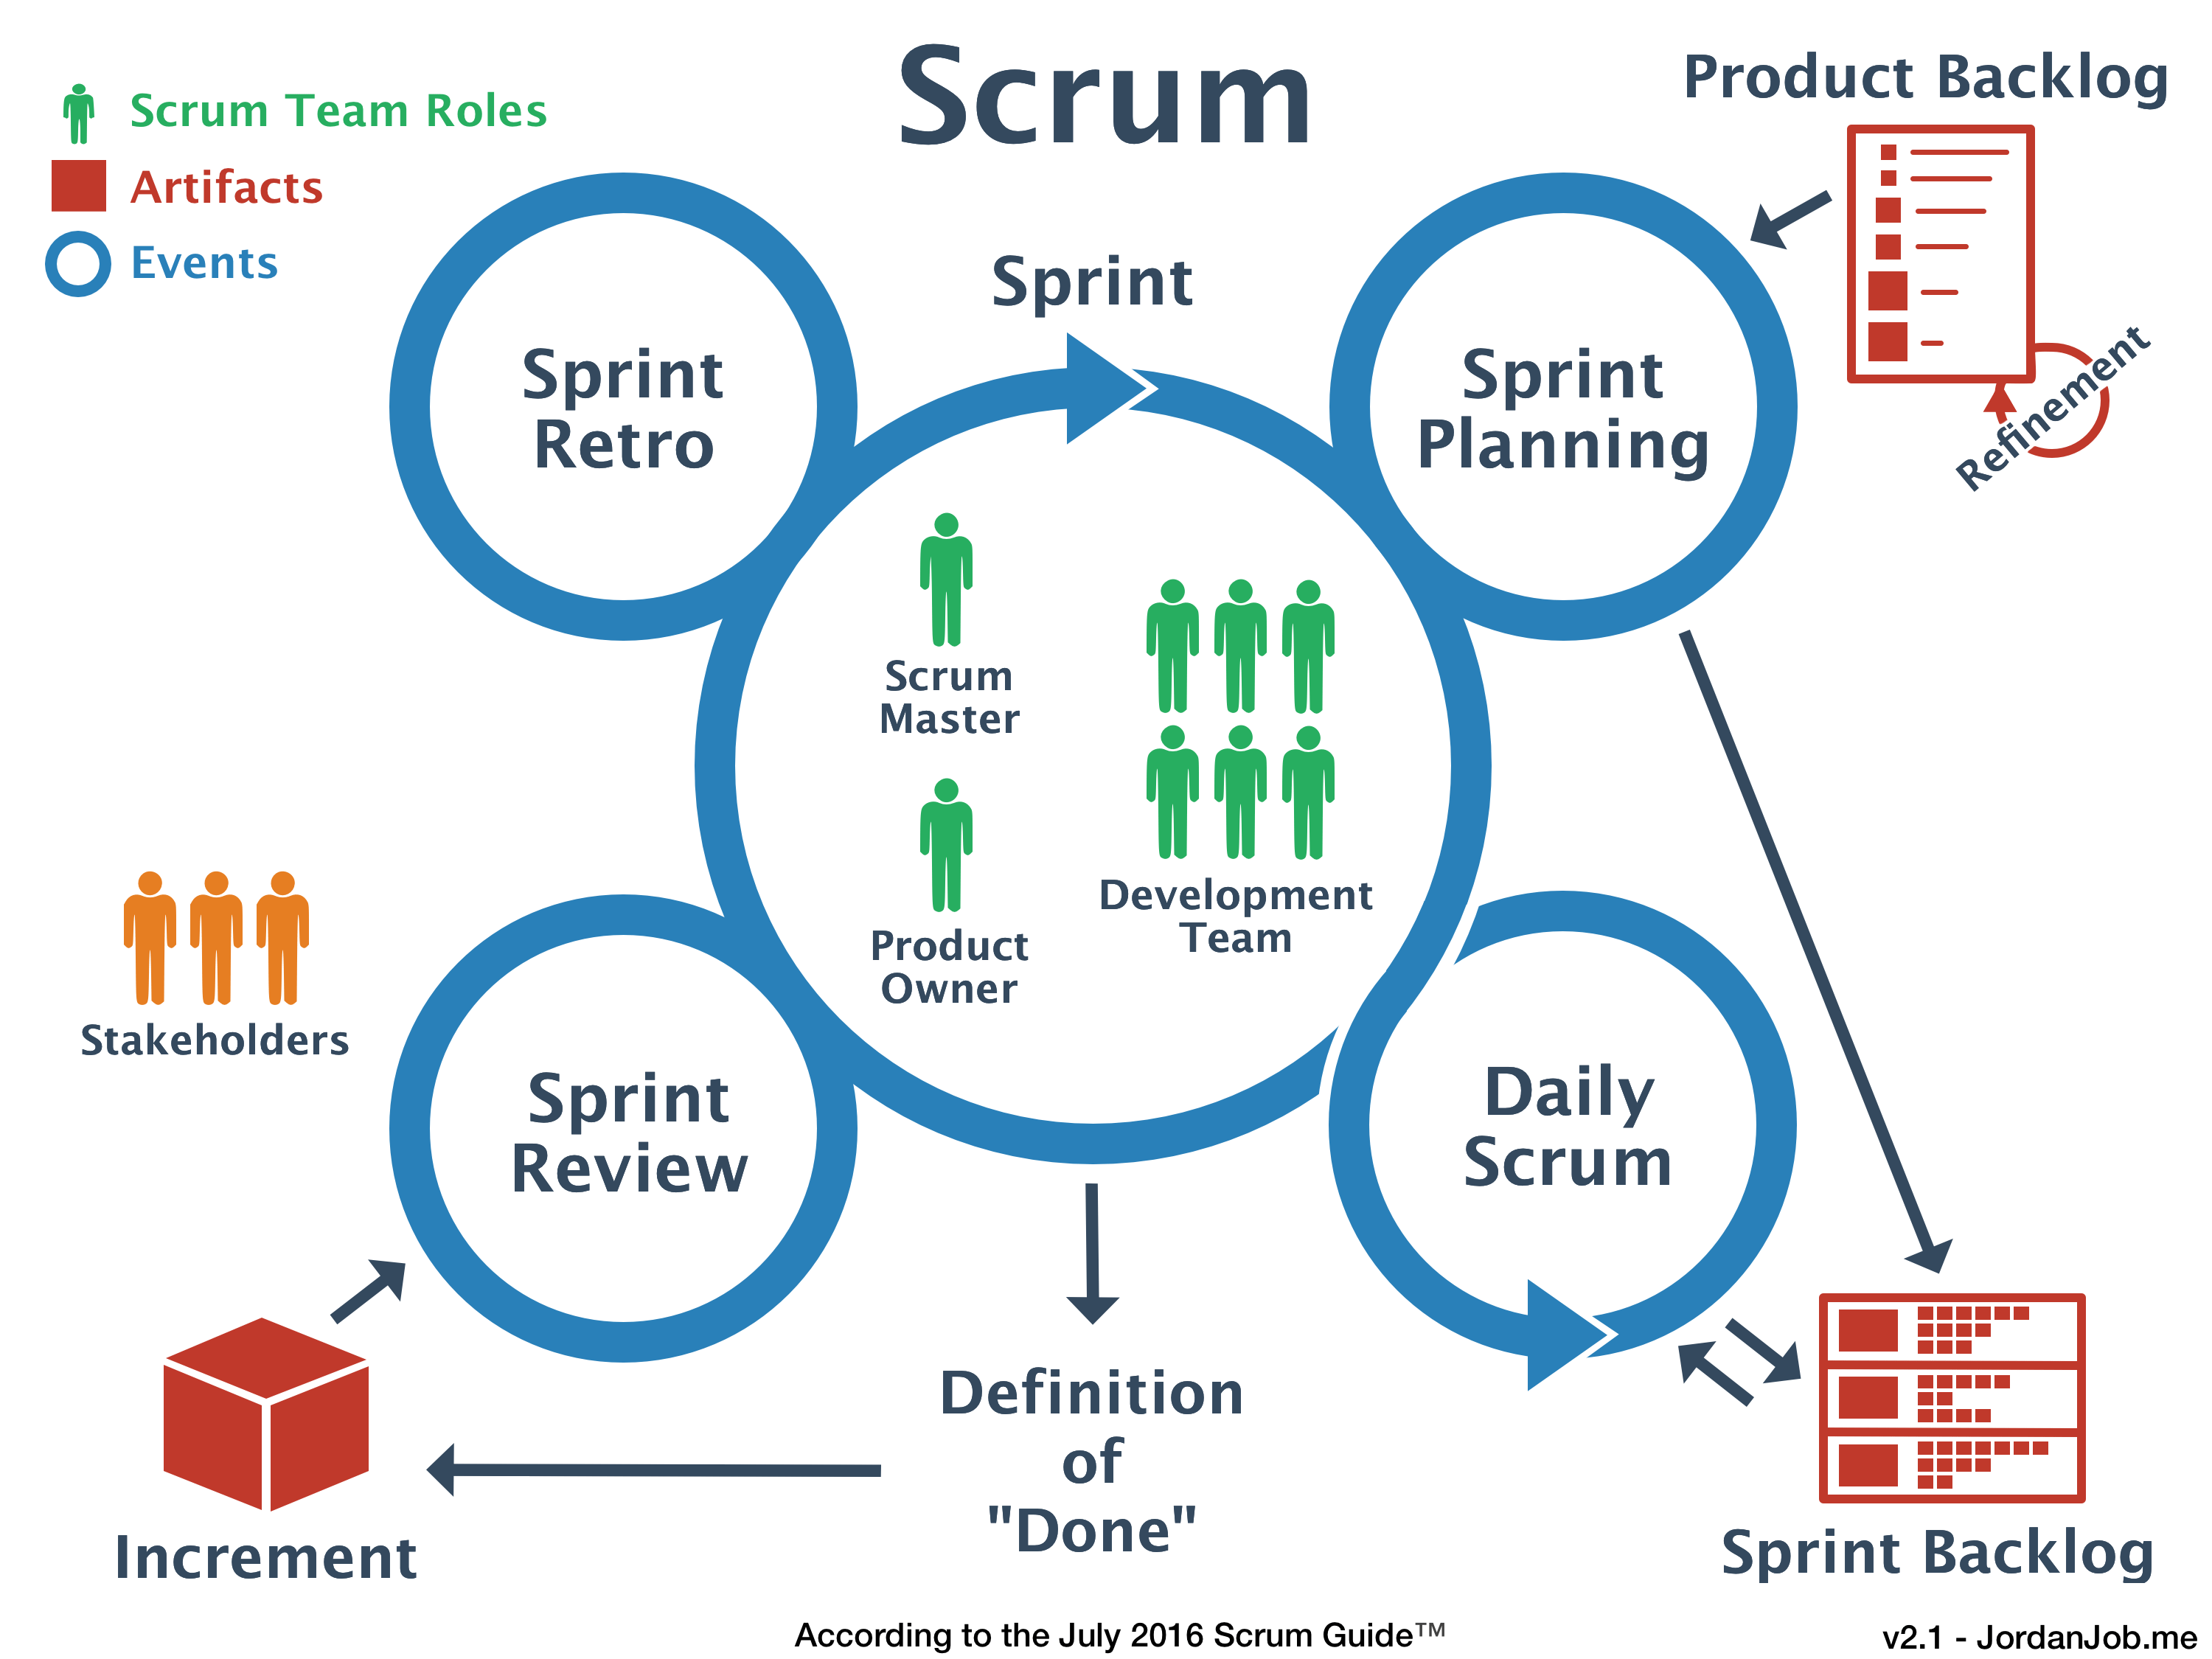 Scrum
Scrum Team Roles
Artifacts
Events
Product Backlog
Refinement
Sprint
Sprint
Retro
Sprint
Planning
Scrum
Master
Product
Owner
Development
Team
Stakeholders
Sprint
Review
Daily
Scrum
Definition
of
"Done"
Increment
Sprint Backlog
According to the July 2016 Scrum Guide™
v2.1 - JordanJob.me